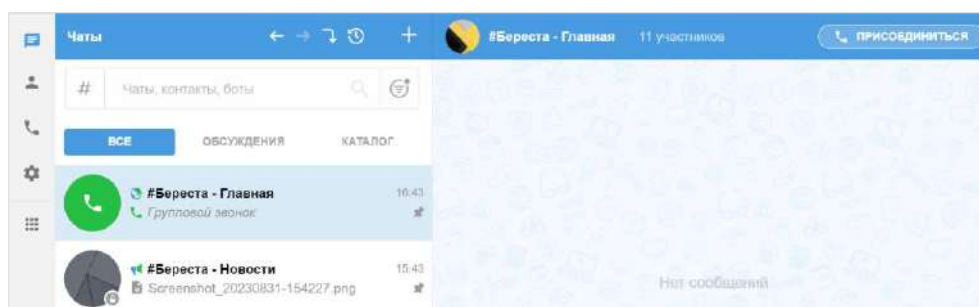 Чаты
#Береста - Главная 11 участников ПРИСОЕДИНИТЬСЯ
# Чаты, контакты, боты
ВСЕ ОБСУЖДЕНИЯ КАТАЛОГ
#Береста - Главная 16:43
Групповой звонок
#Береста - Новости 15:43
Screenshot_20230831-154227.png
Нет сообщений